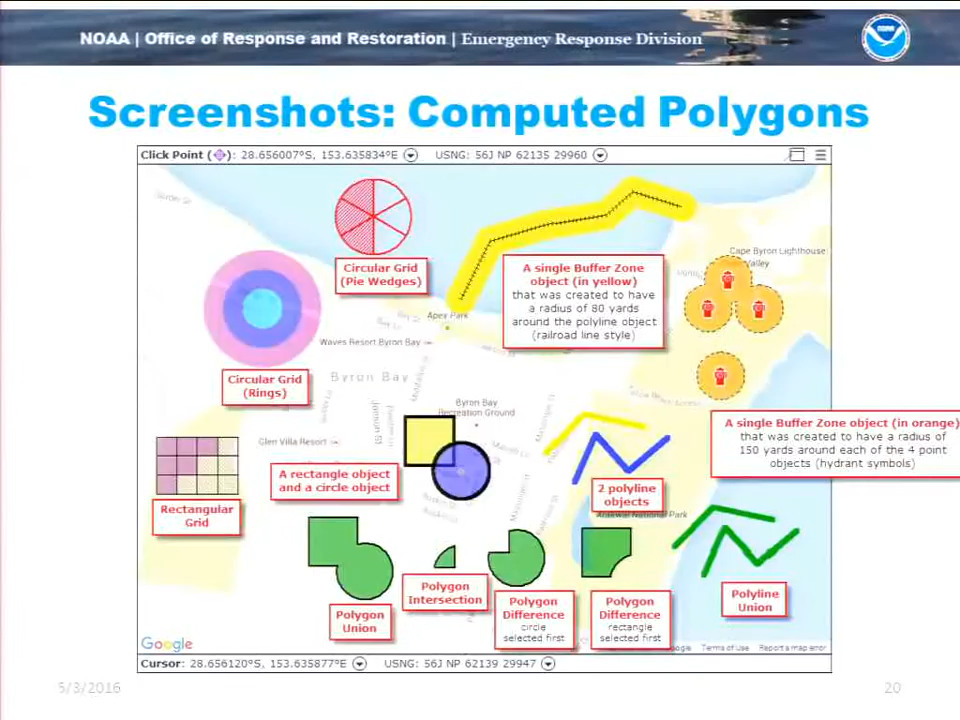 NOAA | Office of Response and Restoration | Emergency Response Division
Screenshots: Computed Polygons
Click Point ( ): 28.656007°S, 153.635834°E USNG: 56J NP 62135 29960
Circular Grid
(Pie Wedges)
A single Buffer Zone
object (in yellow)
that was created to have
a radius of 80 yards
around the polyline object
(railroad line style)
Cape Byron Lighthouse
Valley
Apex Park
Bay Ln
Waves Resort Byron Bay
Circular Grid
(Rings)
Byron Bay
Byron Bay
Recreation Ground
A single Buffer Zone object (in orange)
that was created to have a radius of
150 yards around each of the 4 point
objects (hydrant symbols)
Glen Villa Resort
A rectangle object
and a circle object
2 polyline
objects
Rectangular
Grid
Arakwal National Park
Polygon
Union
Polygon
Intersection
Polygon
Difference
circle
selected first
Polygon
Difference
rectangle
selected first
Polyline
Union
Google
Terms of Use Report a map error
Cursor: 28.656120°S, 153.635877°E USNG: 56J NP 62139 29947
5/3/2016
20